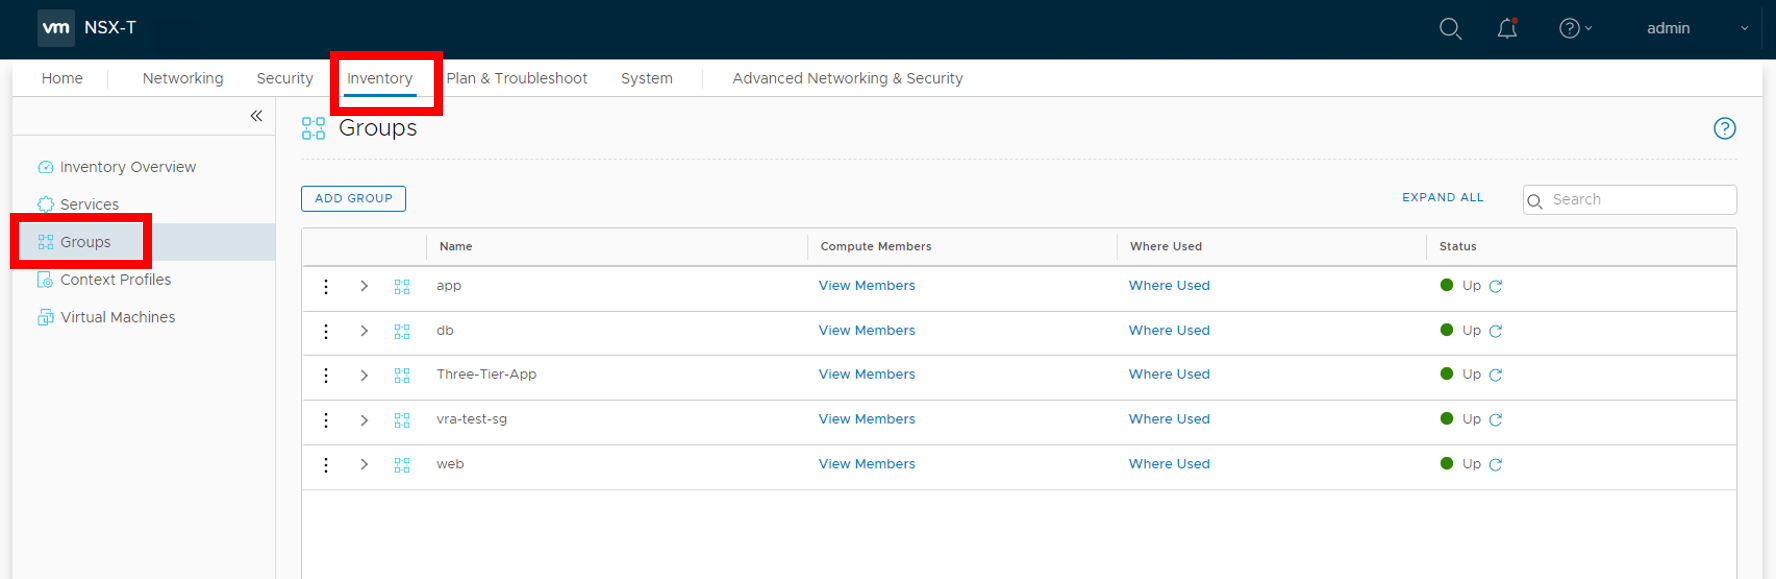 vm NSX-T admin
Home Networking Security Inventory Plan & Troubleshoot System Advanced Networking & Security
Groups
Inventory Overview
Services
Groups
Context Profiles
Virtual Machines
ADD GROUP EXPAND ALL Search
Name Compute Members Where Used Status
app View Members Where Used Up
db View Members Where Used Up
Three-Tier-App View Members Where Used Up
vra-test-sg View Members Where Used Up
web View Members Where Used Up